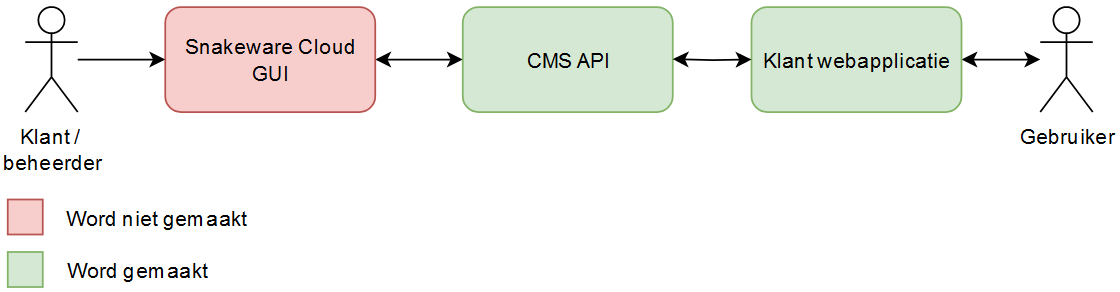 Snakeware Cloud
GUI
CMS API
Klant webapplicatie
Klant /
beheerder
Gebruiker
Word niet gemaakt
Word gemaakt